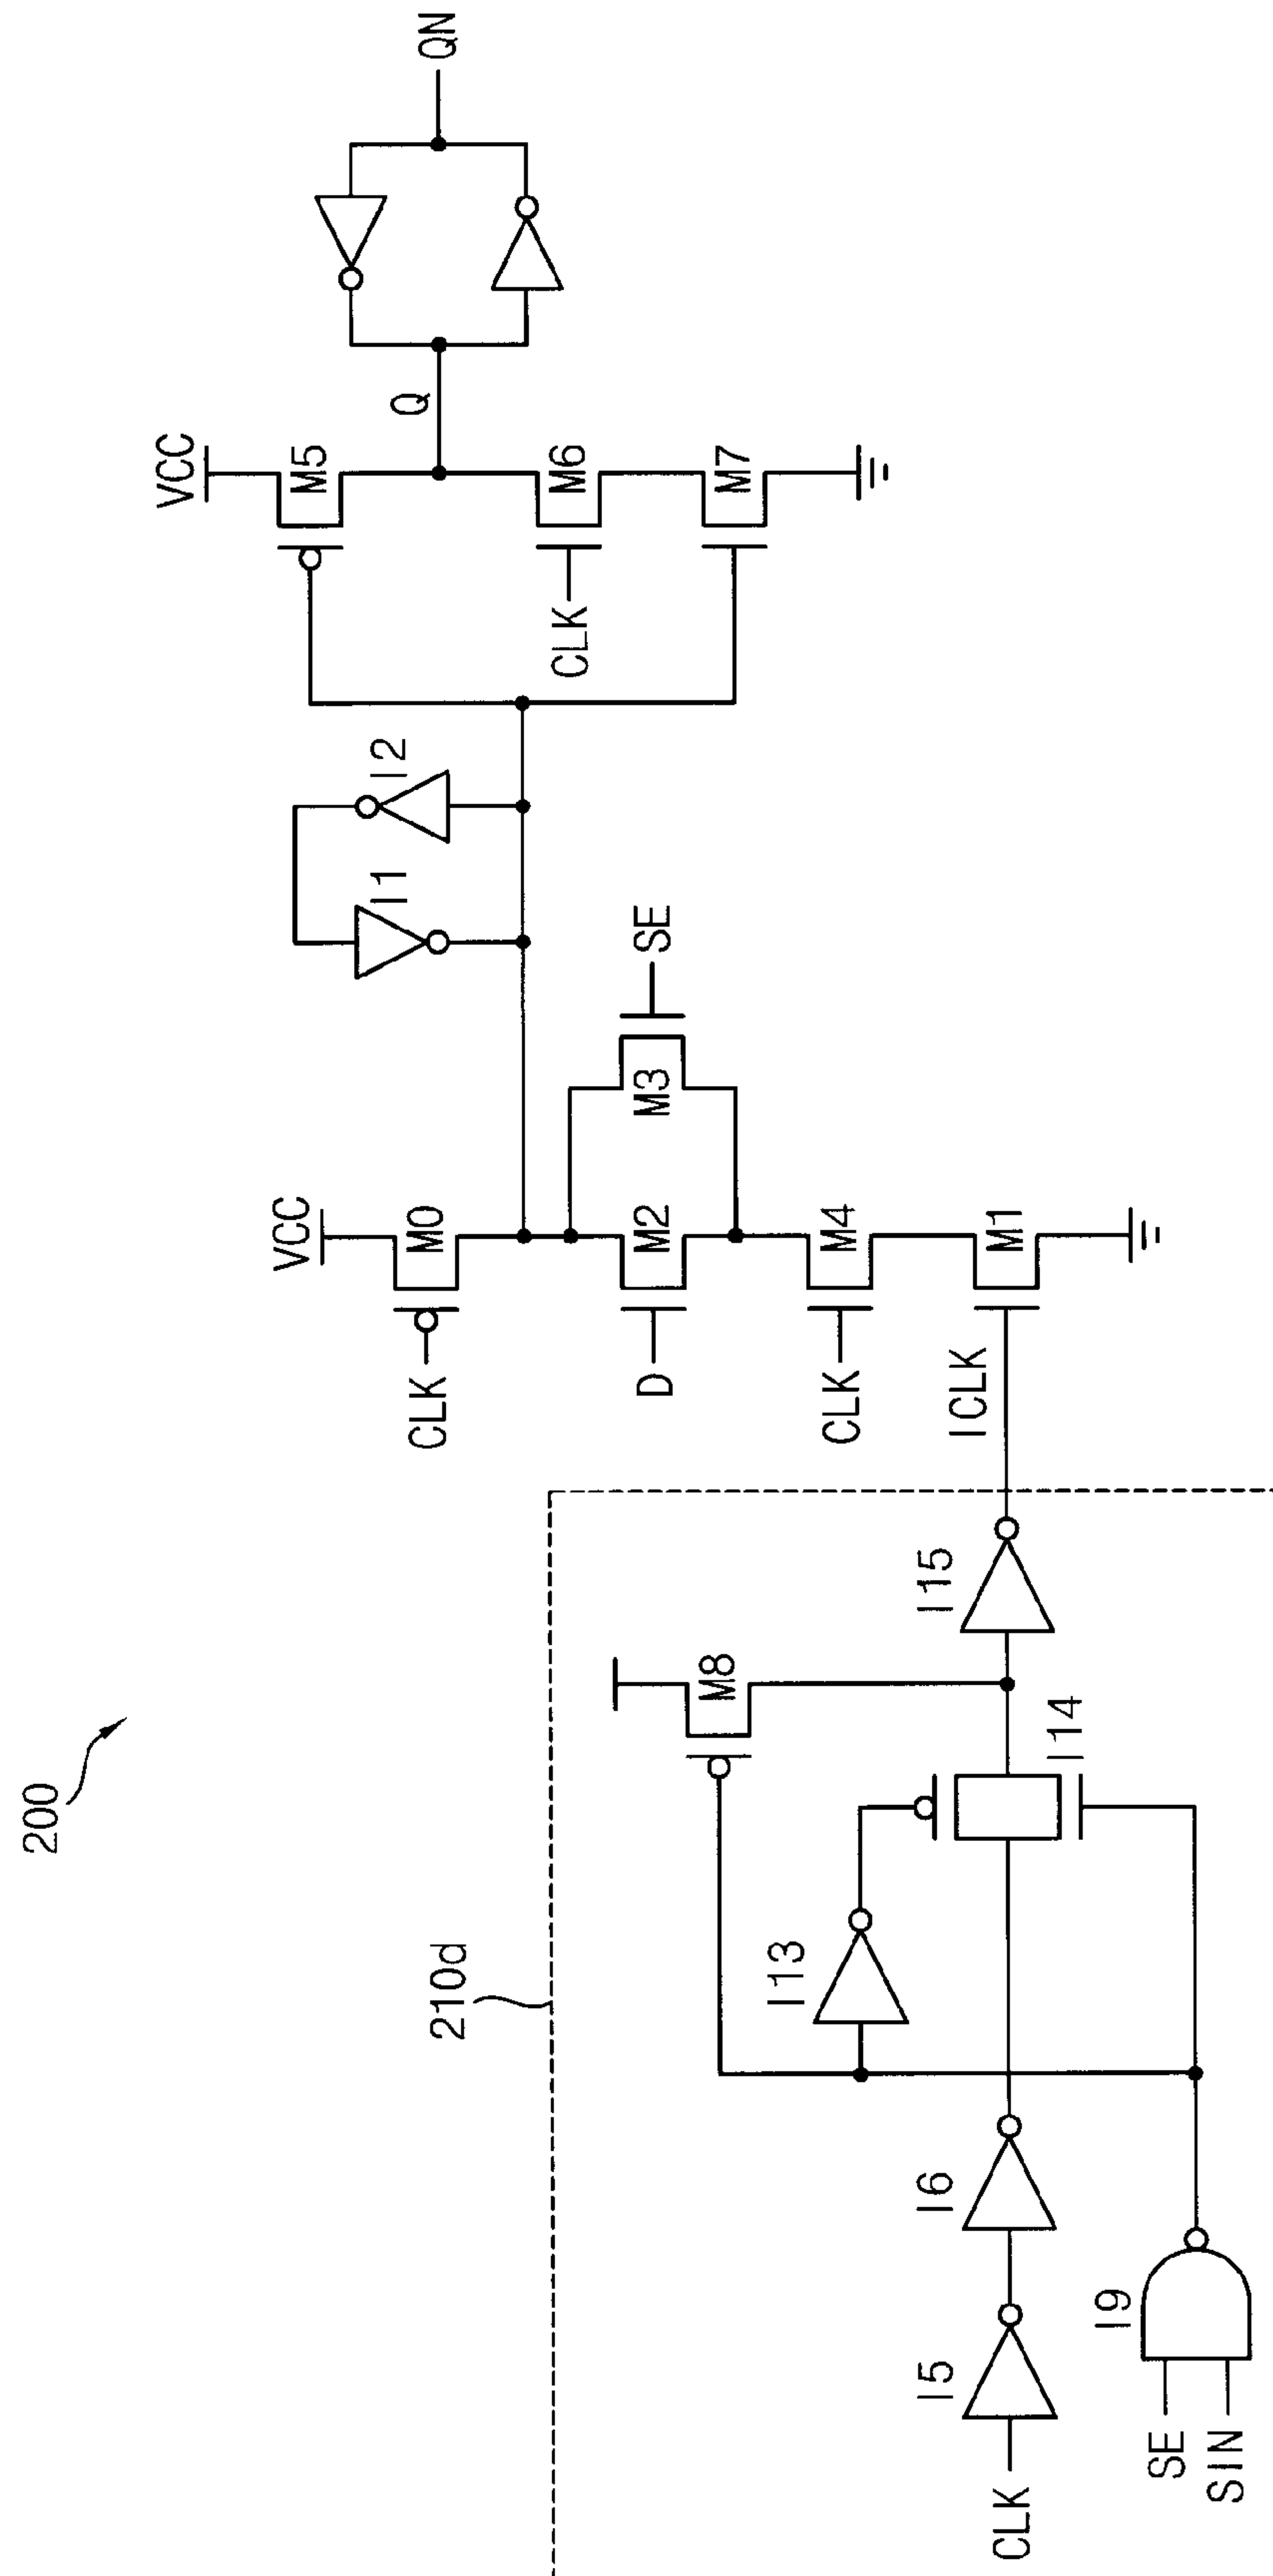 200
VCC
VCC
QN
Q
CLK
M0
M5
I1
I2
D
M2
M3
SE
CLK
M6
M7
CLK
M4
ICLK
M1
210d
M8
I13
I14
I15
CLK
I5
I6
SE
SIN
I9